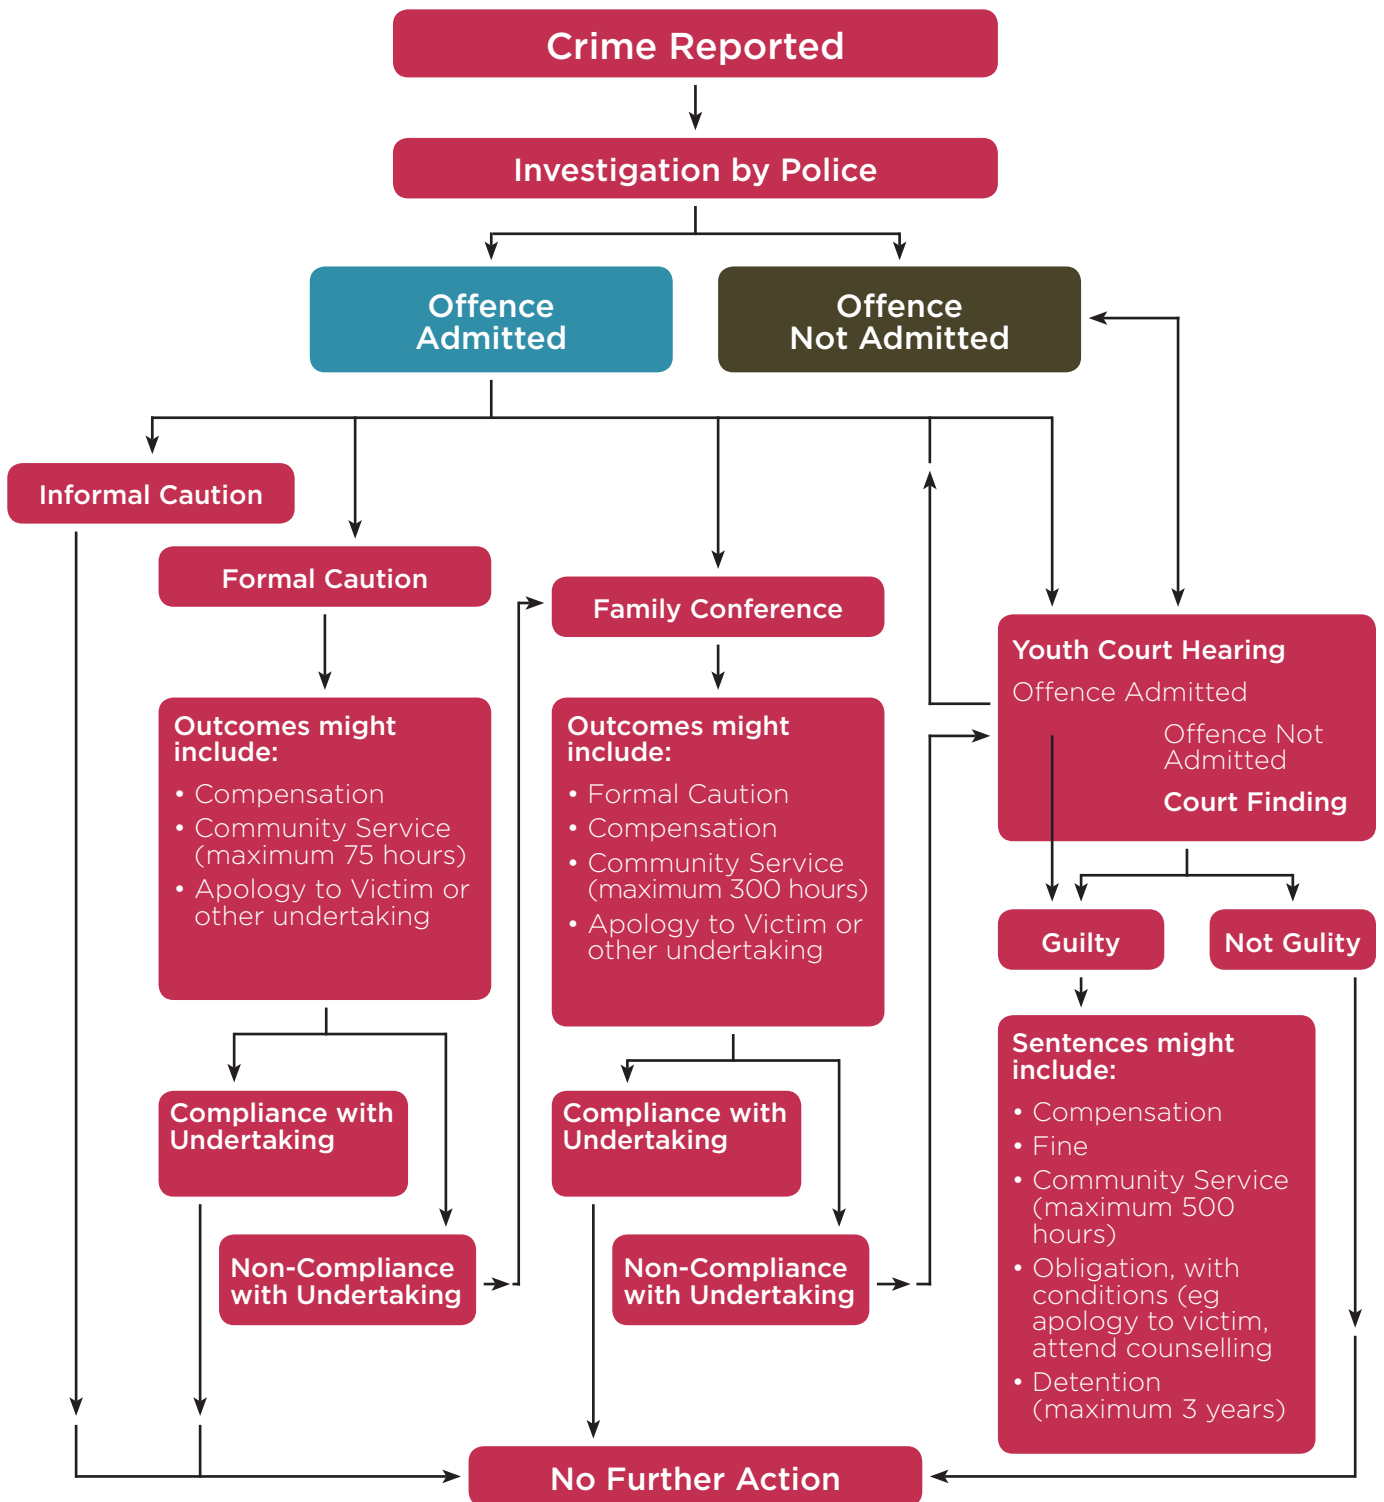 Crime Reported
Investigation by Police
Offence
Admitted
Offence
Not Admitted
Informal Caution
Formal Caution
Family Conference
Youth Court Hearing
Offence Admitted
Offence Not
Admitted
Court Finding
Outcomes might
include:
• Compensation
• Community Service
(maximum 75 hours)
• Apology to Victim or
other undertaking
Outcomes might
include:
• Formal Caution
• Compensation
• Community Service
(maximum 300 hours)
• Apology to Victim or
other undertaking
Guilty
Not Gulity
Sentences might
include:
• Compensation
• Fine
• Community Service
(maximum 500
hours)
• Obligation, with
conditions (eg
apology to victim,
attend counselling
• Detention
(maximum 3 years)
Compliance with
Undertaking
Non-Compliance
with Undertaking
Compliance with
Undertaking
Non-Compliance
with Undertaking
No Further Action